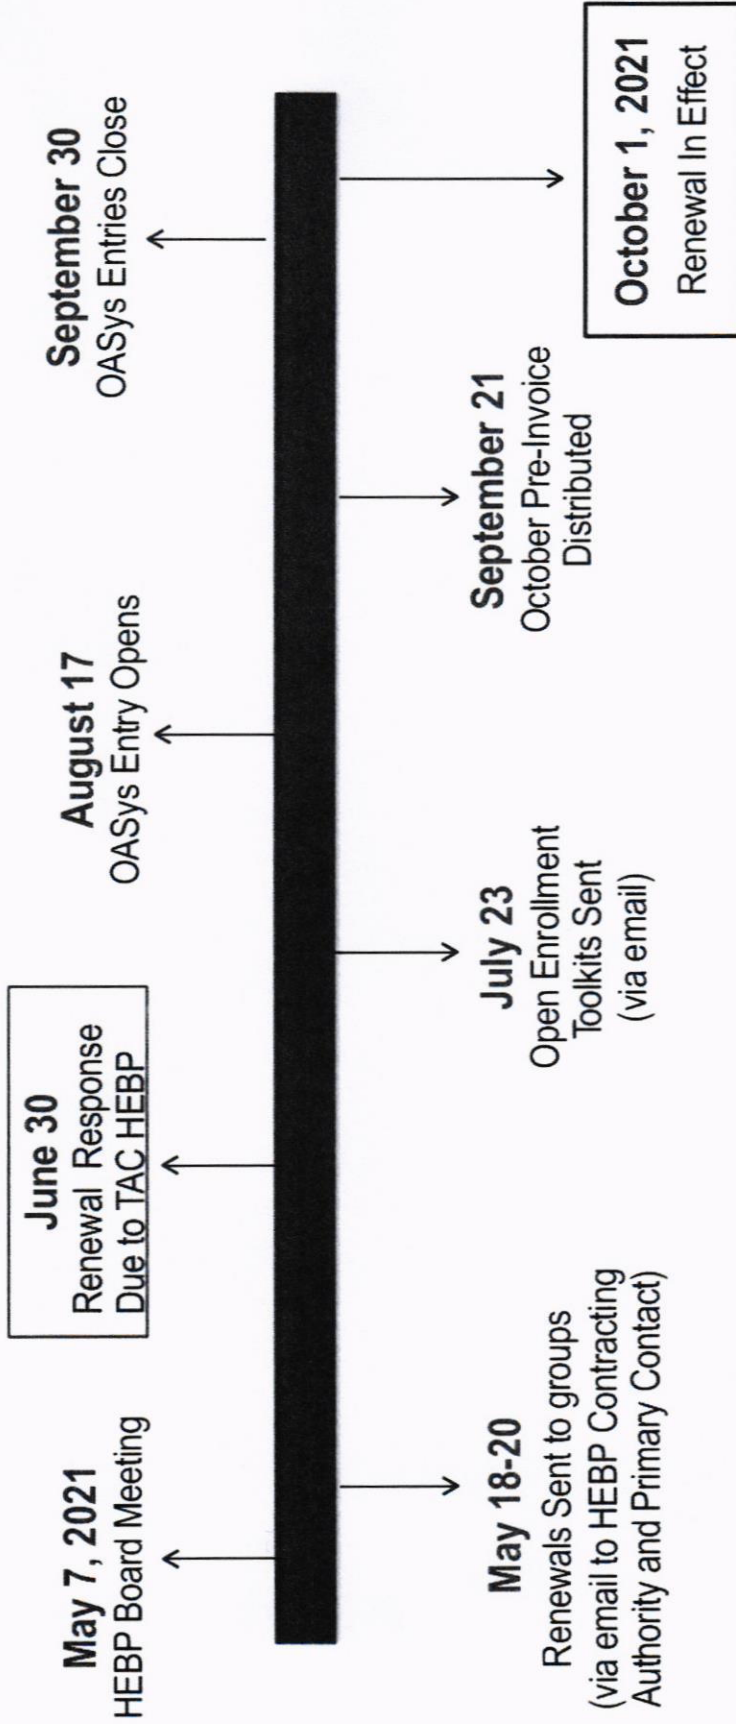 May 7, 2021
HEBP Board Meeting
May 18-20
Renewals Sent to groups
(via email to HEBP Contracting
Authority and Primary Contact)
June 30
Renewal Response
Due to TAC HEBP
July 23
Open Enrollment
Toolkits Sent
(via email)
August 17
OASys Entry Opens
September 21
October Pre-Invoice
Distributed
September 30
OASys Entries Close
October 1, 2021
Renewal In Effect